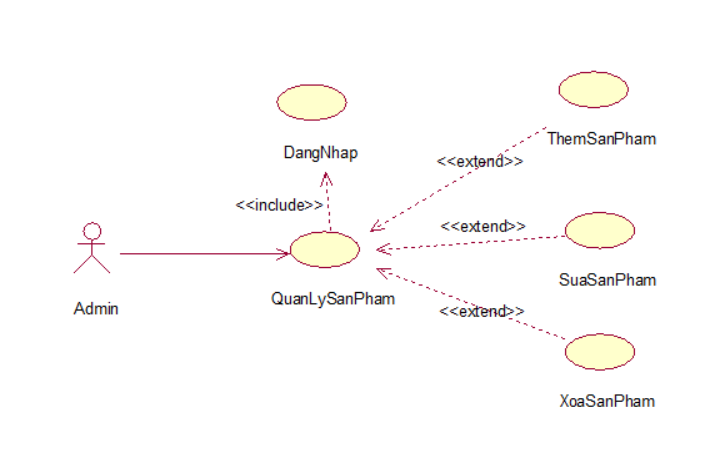 DangNhap
ThemSanPham
<<extend>>
<<include>>
<<extend>>
Admin
QuanLySanPham
SuaSanPham
<<extend>>
XoaSanPham